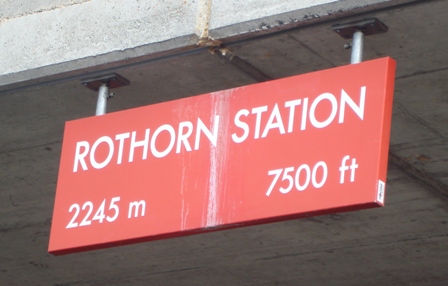 ROTHORN STATION
2245 m 7500 ft